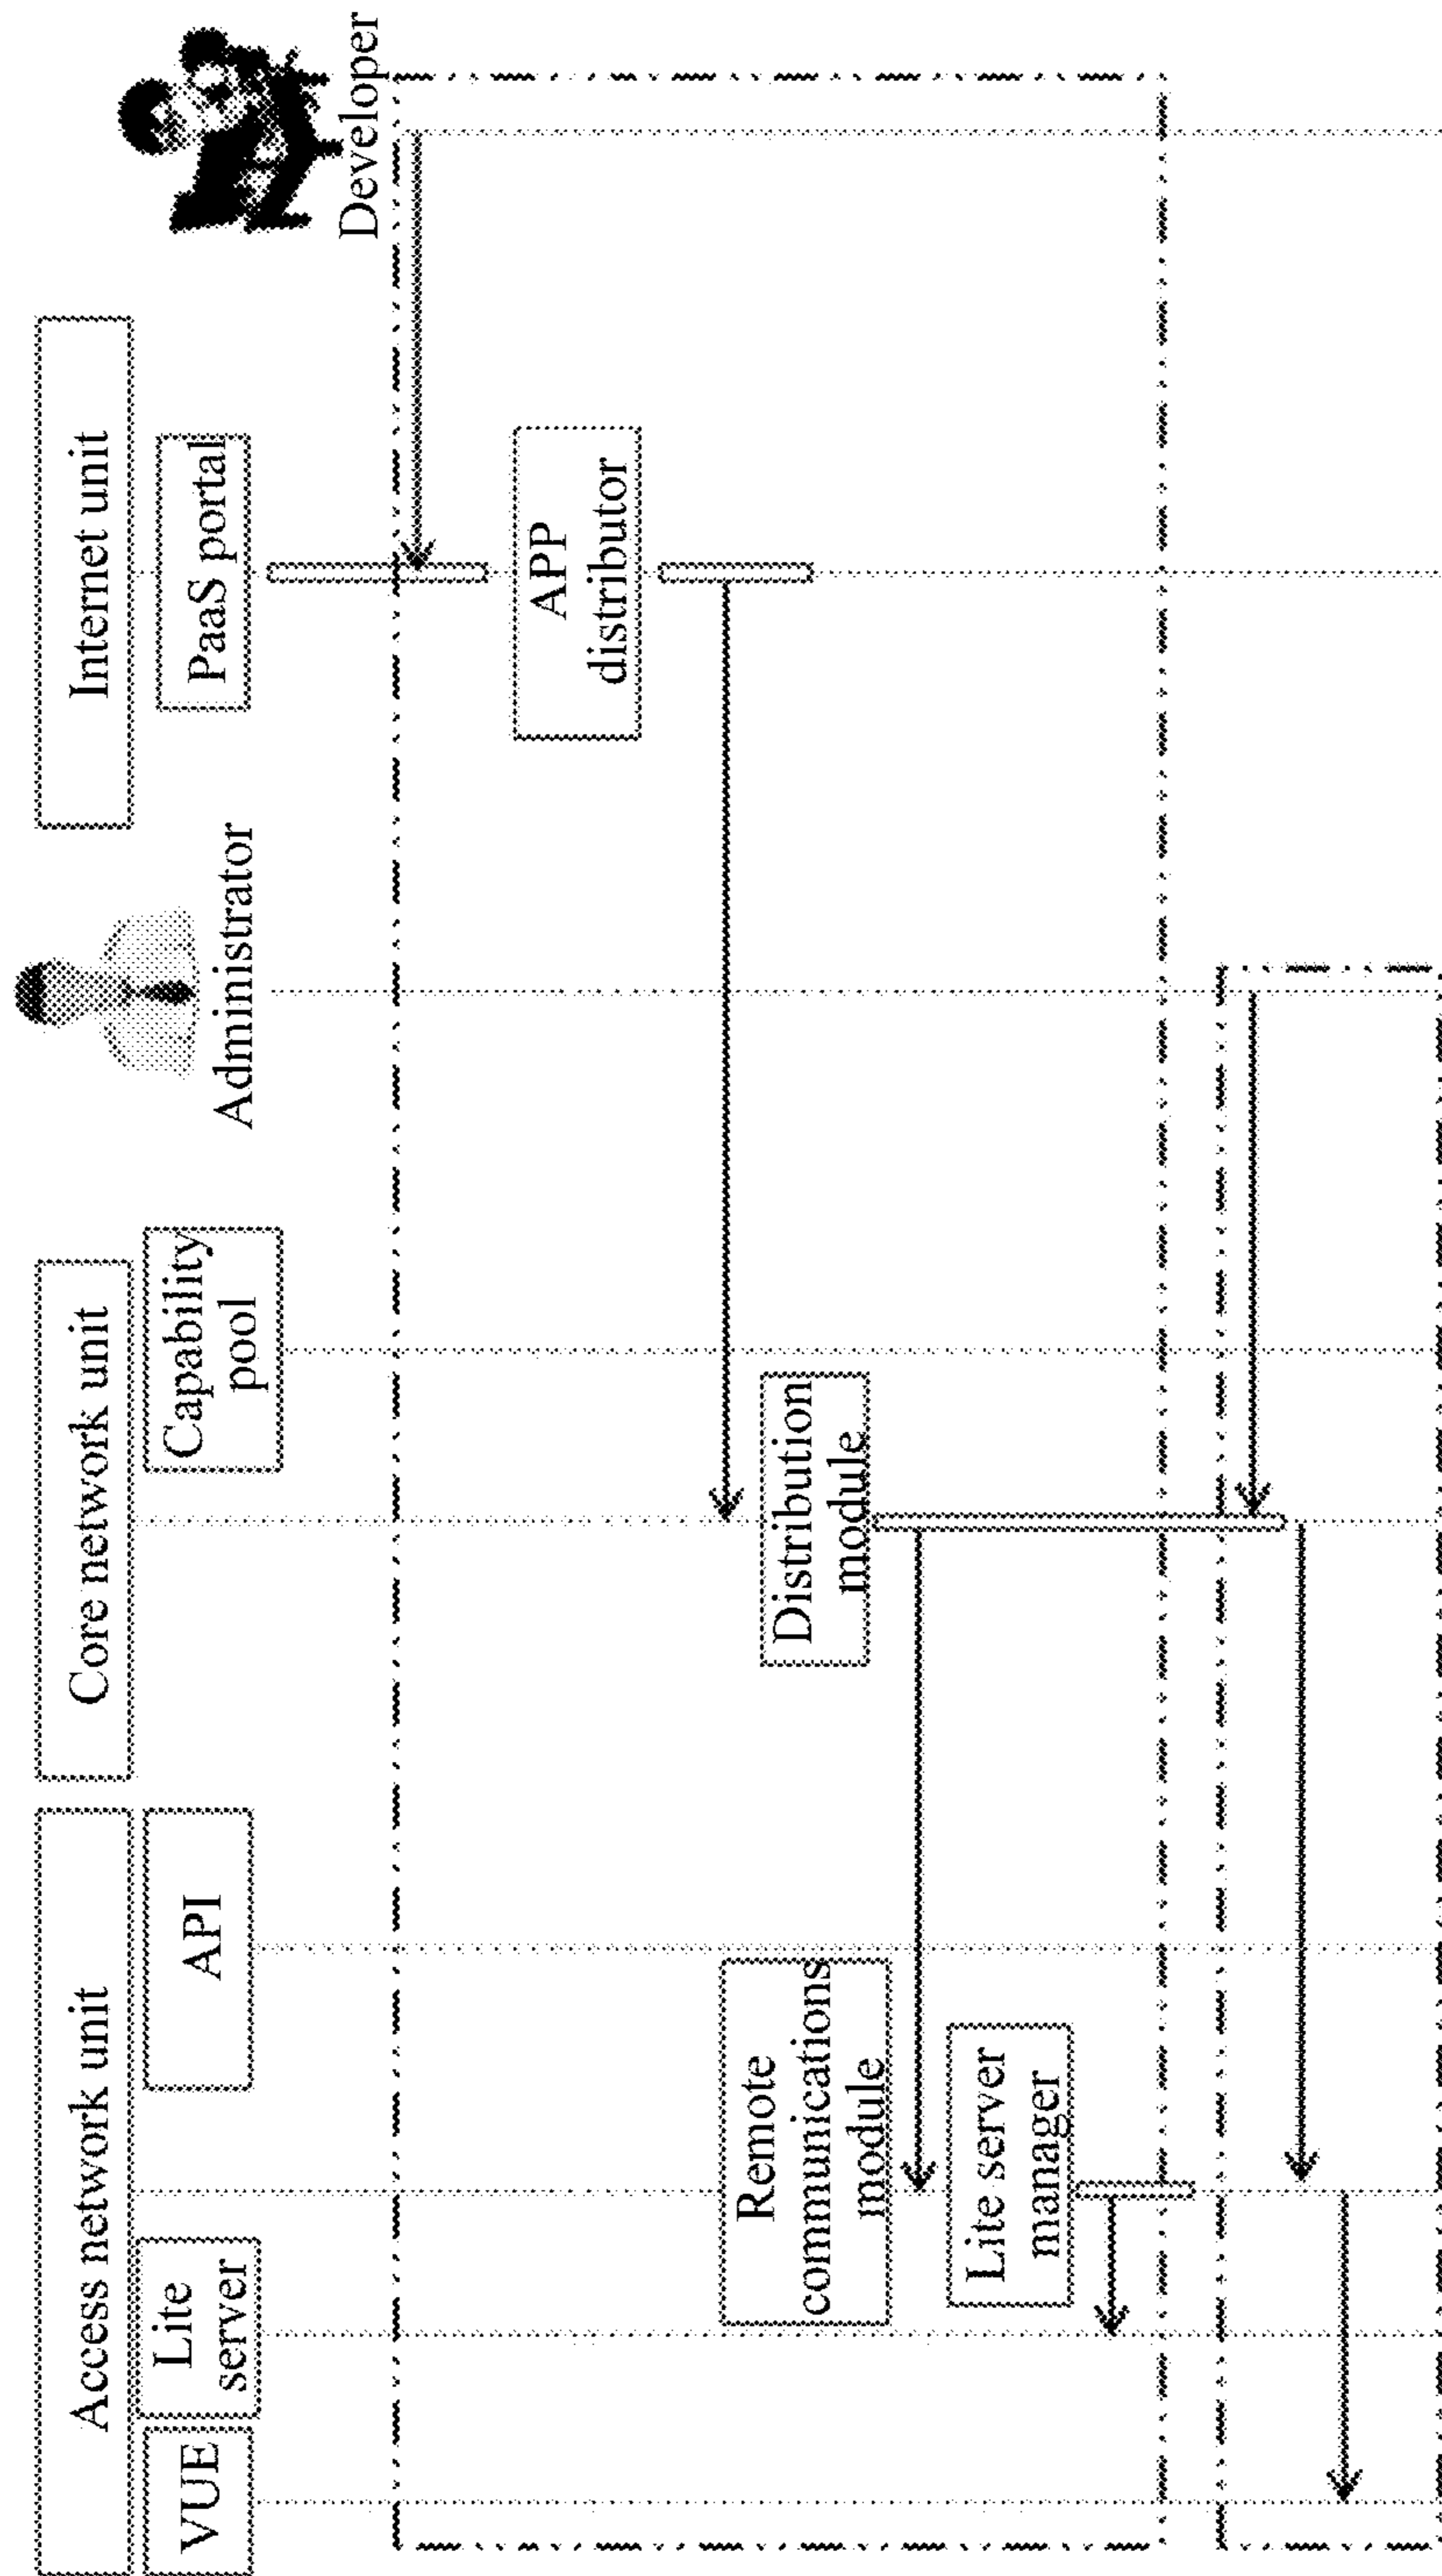 Access network unit
Core network unit
Internet unit
VUE
Lite
server
API
Capability
pool
Administrator
PaaS portal
Developer
APP
distributor
Remote
communications
module
Distribution
module
Lite server
manager